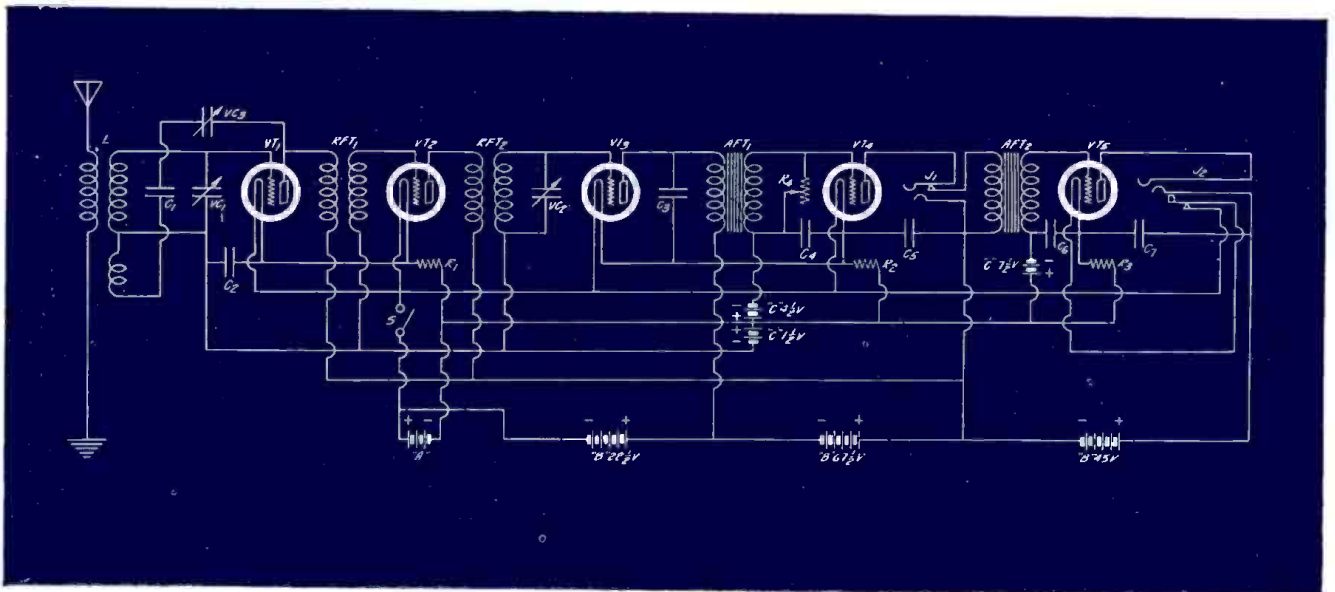 L
VC3
C1
VC1
VT1
RFT1
VT2
RFT2
VC2
VT3
C3
AFT1
R4
VT4
J1
AFT2
VT5
J2
C2
R1
C4
C5
R2
C6
C7
R3
"C" 7½V
S
"C" 4½V
"C" 1½V
"A"
"B" 22½V
"B" 67½V
"B" 45V